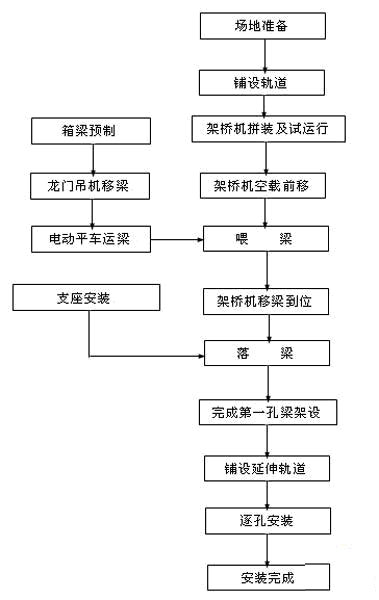 场地准备
铺设轨道
箱梁预制
架桥机拼装及试运行
龙门吊机移梁
架桥机空载前移
电动平车运梁
喂 梁
支座安装
架桥机移梁到位
落 梁
完成第一孔梁架设
铺设延伸轨道
逐孔安装
安装完成